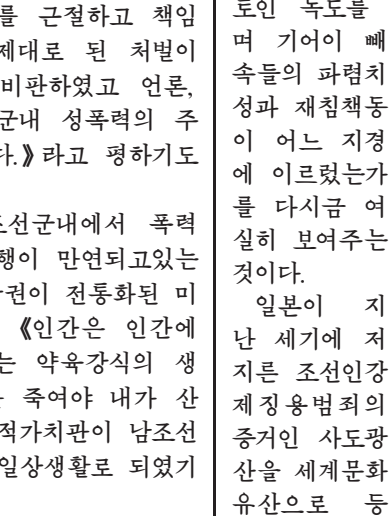 를 근절하고 책임
제대로 된 처벌이
비판하였고 언론,
군내 성폭력의 주
다.》라고 평하기도
조선군내에서 폭력
행이 만연되고있는
권이 전통화된 미
《인간은 인간에
는 약육강식의 생
죽여야 내가 산
적가치관이 남조선
일상생활로 되였기
토인 독도를
며 기어이 빼
속들의 파렴치
성과 재침책동
이 어느 지경
에 이르렀는가
를 다시금 여
실히 보여주는
것이다.
일본이 지
난 세기에 저
지른 조선인강
제징용범죄의
증거인 사도광
산을 세계문화
유산으로 등